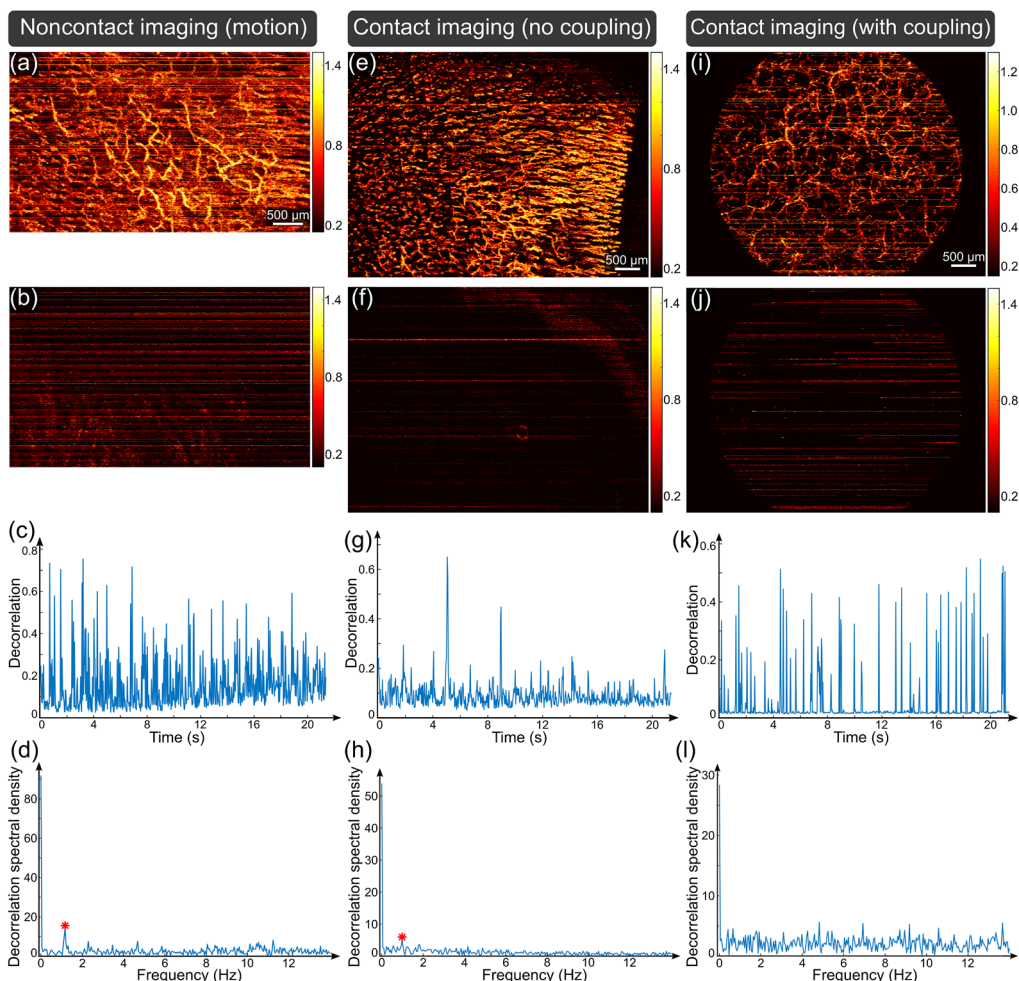 Noncontact imaging (motion)
Contact imaging (no coupling)
Contact imaging (with coupling)
(a)
1.4
0.8
0.2
500 µm
(e)
1.4
0.8
0.2
500 µm
(i)
1.2
1.0
0.8
0.6
0.4
0.2
500 µm
(b)
1.4
0.8
0.2
(f)
1.4
0.8
0.2
(j)
1.4
0.8
0.2
(c)
Decorrelation
0.8
0.6
0.4
0.2
0
0 4 8 12 16 20
Time (s)
(g)
Decorrelation
0.6
0.4
0.2
0
0 4 8 12 16 20
Time (s)
(k)
Decorrelation
0.6
0.4
0.2
0
0 4 8 12 16 20
Time (s)
(d)
Decorrelation spectral density
80
60
40
20
0
0 2 4 6 8 10 12
Frequency (Hz)
(h)
Decorrelation spectral density
50
40
30
20
10
0
0 2 4 6 8 10 12
Frequency (Hz)
(l)
Decorrelation spectral density
30
20
10
0
0 2 4 6 8 10 12
Frequency (Hz)